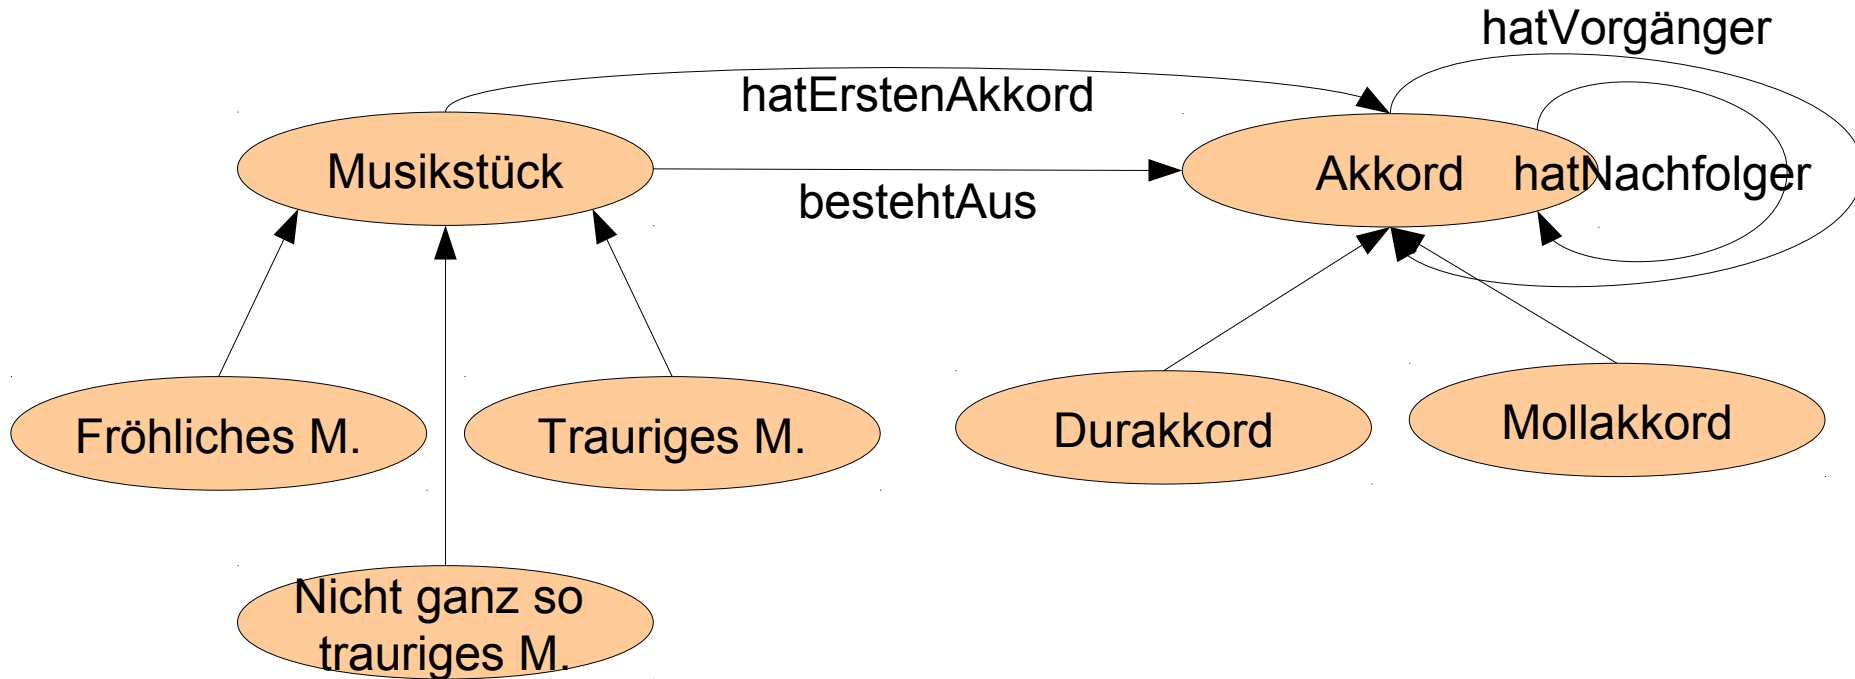 hatVorgänger
hatErstenAkkord
Musikstück
Akkord
hatNachfolger
bestehtAus
Fröhliches M.
Trauriges M.
Durakkord
Mollakkord
Nicht ganz so
trauriges M.